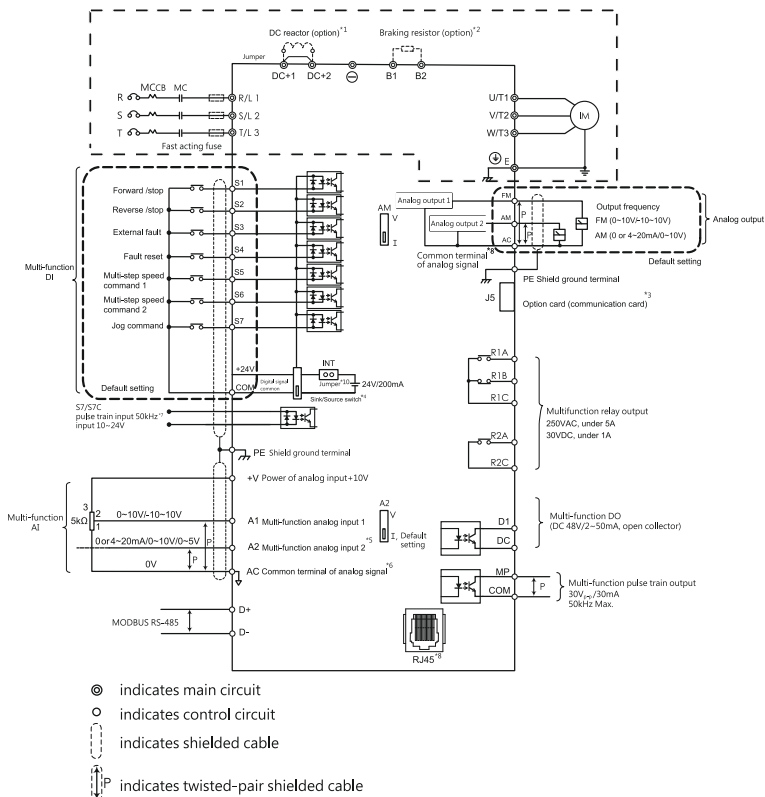 DC reactor (option)*1
Braking resistor (option)*2
Jumper
DC+1 DC+2 ⊖ B1 B2
MCCB MC
R R/L 1
S S/L 2
T T/L 3
Fast acting fuse
U/T1
V/T2
W/T3
IM
E
Multi-function
DI
Forward /stop S1
Reverse /stop S2
External fault S3
Fault reset S4
Multi-step speed
command 1
S5
Multi-step speed
command 2
S6
Jog command S7
Default setting
+24V
COM
Digital signal
common
INT
Jumper*10
24V/200mA
Sink/Source switch*4
AM
V
I
Analog output 1
Analog output 2
FM
AM
AC
P
P
*8
Common terminal
of analog signal
Output frequency
FM (0~10V/-10~10V)
AM (0 or 4~20mA/0~10V)
Analog output
Default setting
PE Shield ground terminal
J5
Option card (communication card) *3
S7/S7C
pulse train input 50kHz*7
input 10~24V
PE Shield ground terminal
R1A
R1B
R1C
R2A
R2C
Multifunction relay output
250VAC, under 5A
30VDC, under 1A
Multi-function
AI
+V Power of analog input+10V
3
5kΩ
2
1
0~10V/-10~10V
A1 Multi-function analog input 1
0or4~20mA/0~10V/0~5V
A2 Multi-function analog input 2 *5
P
P
0V
AC Common terminal of analog signal*6
A2
V
I, Default
setting
D1
DC
Multi-function DO
(DC 48V/2~50mA, open collector)
MP
COM
P
Multi-function pulse train output
30Vp-p/30mA
50kHz Max.
MODBUS RS-485
D+
D-
RJ45*8
indicates main circuit
indicates control circuit
indicates shielded cable
P indicates twisted-pair shielded cable